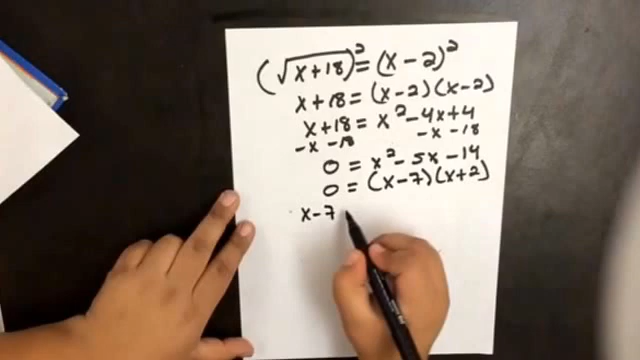 (√x+18)² = (x-2)²
x+18 = (x-2)(x-2)
x+18 = x²-4x+4
-x -18 -x -18
0 = x²-5x-14
0 = (x-7)(x+2)
x-7